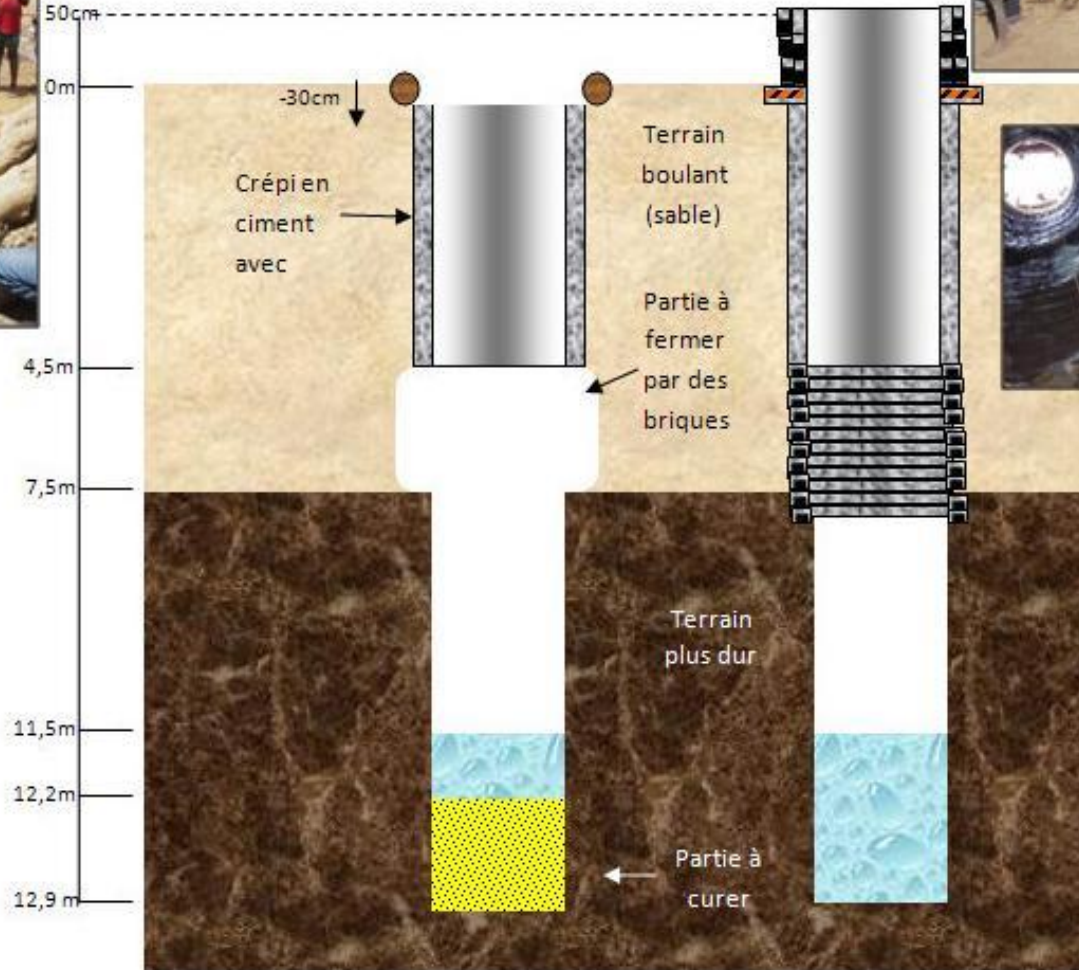 50cm
0m
-30cm
Crépi en
ciment
avec
Terrain
boulant
(sable)
Partie à
fermer
par des
briques
4,5m
7,5m
Terrain
plus dur
11,5m
12,2m
Partie à
curer
12,9 m